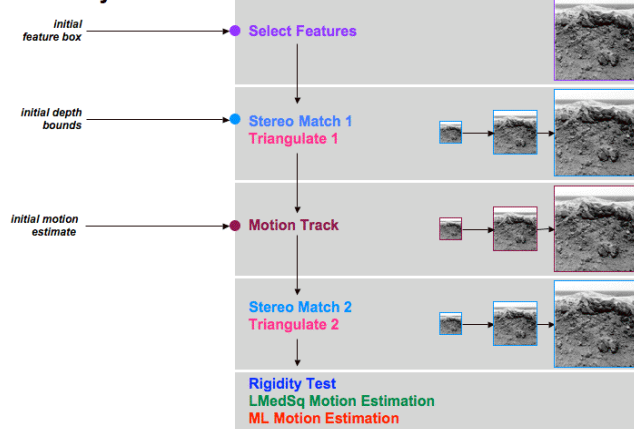 initial
feature box
Select Features
initial depth
bounds
Stereo Match 1
Triangulate 1
initial motion
estimate
Motion Track
Stereo Match 2
Triangulate 2
Rigidity Test
LMedSq Motion Estimation
ML Motion Estimation